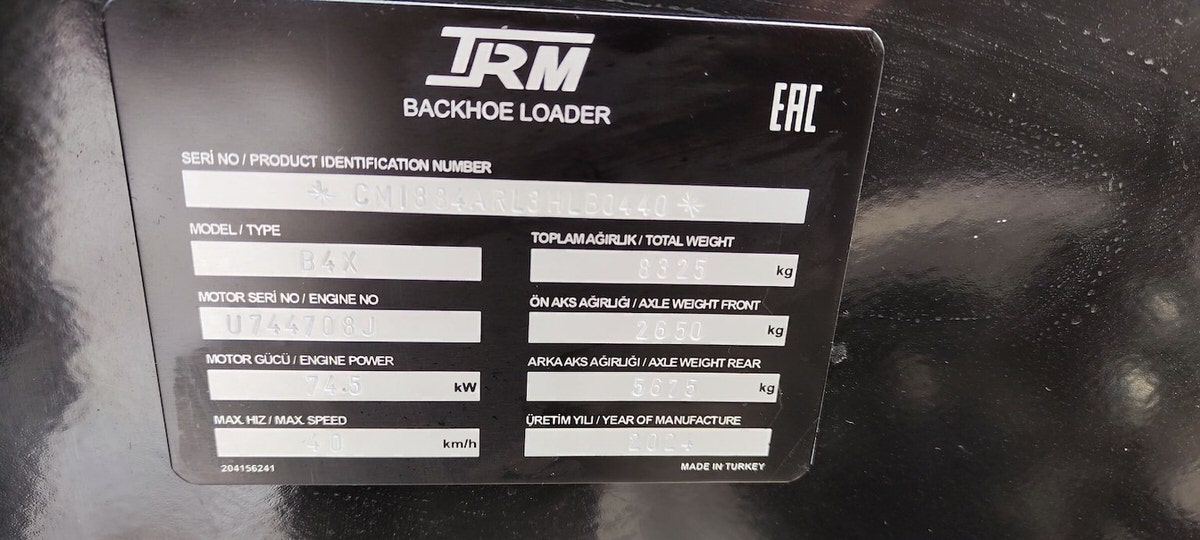 TRM
BACKHOE LOADER
EAC
SERİ NO / PRODUCT IDENTIFICATION NUMBER
* CM1884ARL3HLB0440 *
MODEL / TYPE
B4X
TOPLAM AĞIRLIK / TOTAL WEIGHT
8325 kg
MOTOR SERİ NO / ENGINE NO
U744708J
ÖN AKS AĞIRLIĞI / AXLE WEIGHT FRONT
2650 kg
MOTOR GÜCÜ / ENGINE POWER
74.5 kW
ARKA AKS AĞIRLIĞI / AXLE WEIGHT REAR
5675 kg
MAX. HIZ / MAX. SPEED
40 km/h
ÜRETİM YILI / YEAR OF MANUFACTURE
2024
204156241
MADE IN TURKEY